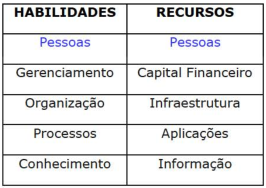 HABILIDADES RECURSOS
Pessoas Pessoas
Gerenciamento Capital Financeiro
Organização Infraestrutura
Processos Aplicações
Conhecimento Informação